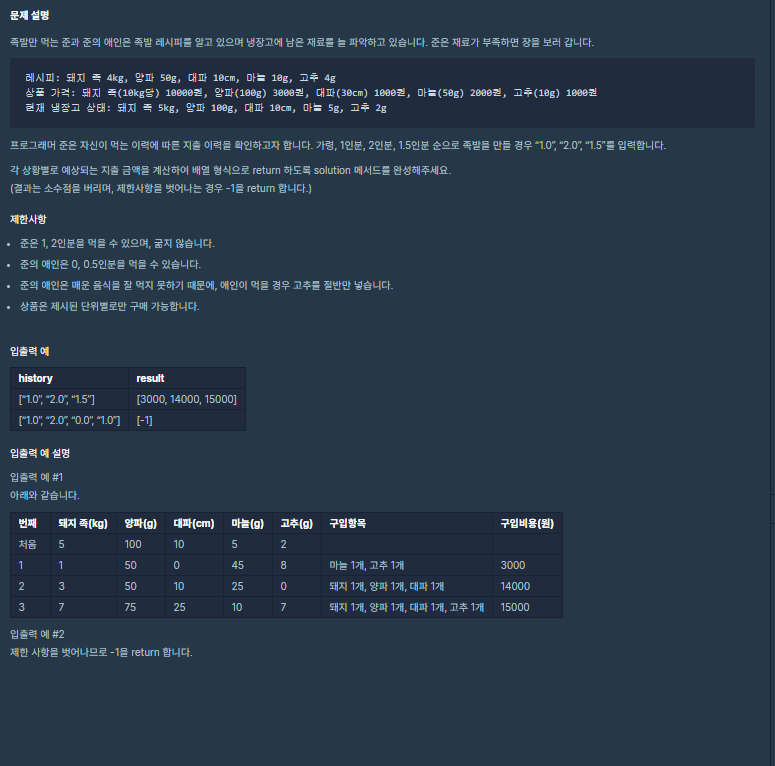 문제 설명
족발만 먹는 준과 준의 애인은 족발 레시피를 알고 있으며 냉장고에 남은 재료를 늘 파악하고 있습니다. 준은 재료가 부족하면 장을 보러 갑니다.
레시피: 돼지 족 4kg, 양파 50g, 대파 10cm, 마늘 10g, 고추 4g
상품 가격: 돼지 족(10kg당) 10000원, 양파(100g) 3000원, 대파(30cm) 1000원, 마늘(50g) 2000원, 고추(10g) 1000원
현재 냉장고 상태: 돼지 족 5kg, 양파 100g, 대파 10cm, 마늘 5g, 고추 2g
프로그래머 준은 자신이 먹는 이력에 따른 지출 이력을 확인하고자 합니다. 가령, 1인분, 2인분, 1.5인분 순으로 족발을 만들 경우 “1.0”, “2.0”, “1.5”를 입력합니다.
각 상황별로 예상되는 지출 금액을 계산하여 배열 형식으로 return 하도록 solution 메서드를 완성해주세요.
(결과는 소수점을 버리며, 제한사항을 벗어나는 경우 -1을 return 합니다.)
제한사항
• 준은 1, 2인분을 먹을 수 있으며, 굶지 않습니다.
• 준의 애인은 0, 0.5인분을 먹을 수 있습니다.
• 준의 애인은 매운 음식을 잘 먹지 못하기 때문에, 애인이 먹을 경우 고추를 절반만 넣습니다.
• 상품은 제시된 단위별로만 구매 가능합니다.
입출력 예
history result
[“1.0”, “2.0”, “1.5”] [3000, 14000, 15000]
[“1.0”, “2.0”, “0.0”, “1.0”] [-1]
입출력 예 설명
입출력 예 #1
아래와 같습니다.
번째 돼지 족(kg) 양파(g) 대파(cm) 마늘(g) 고추(g) 구입항목 구입비용(원)
처음 5 100 10 5 2
1 1 50 0 45 8 마늘 1개, 고추 1개 3000
2 3 50 10 25 0 돼지 1개, 양파 1개, 대파 1개 14000
3 7 75 25 10 7 돼지 1개, 양파 1개, 대파 1개, 고추 1개 15000
입출력 예 #2
제한 사항을 벗어나므로 -1을 return 합니다.